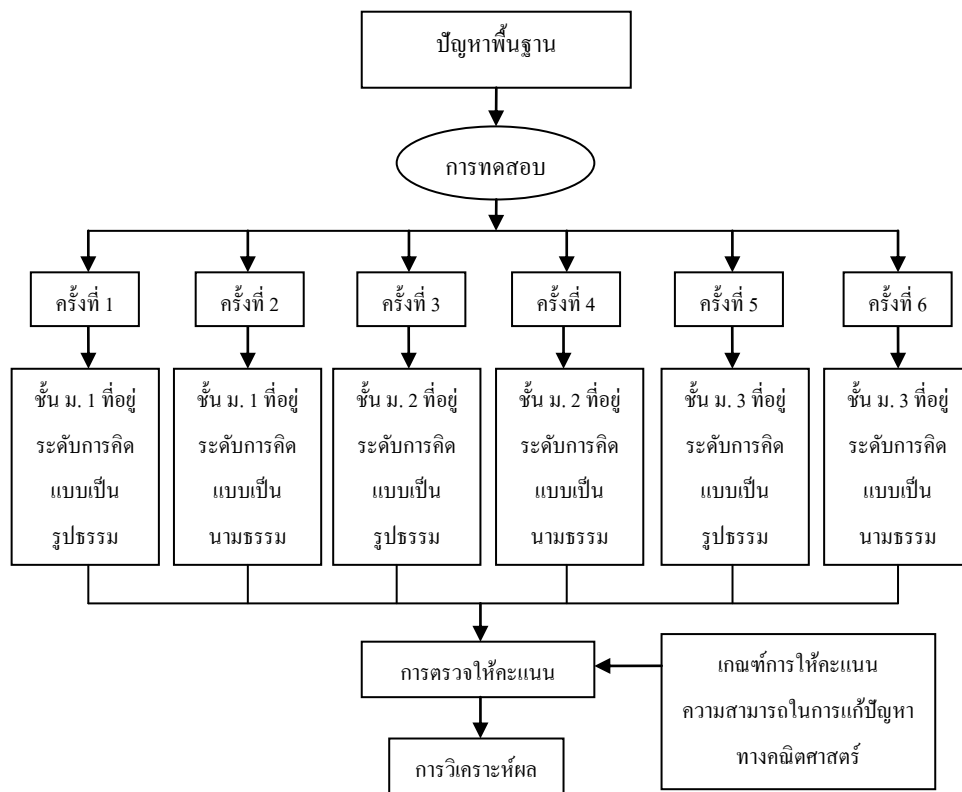 ปัญหาพื้นฐาน
การทดสอบ
ครั้งที่ 1
ครั้งที่ 2
ครั้งที่ 3
ครั้งที่ 4
ครั้งที่ 5
ครั้งที่ 6
ชั้น ม. 1 ที่อยู่
ระดับการคิด
แบบเป็น
รูปธรรม
ชั้น ม. 1 ที่อยู่
ระดับการคิด
แบบเป็น
นามธรรม
ชั้น ม. 2 ที่อยู่
ระดับการคิด
แบบเป็น
รูปธรรม
ชั้น ม. 2 ที่อยู่
ระดับการคิด
แบบเป็น
นามธรรม
ชั้น ม. 3 ที่อยู่
ระดับการคิด
แบบเป็น
รูปธรรม
ชั้น ม. 3 ที่อยู่
ระดับการคิด
แบบเป็น
นามธรรม
การตรวจให้คะแนน
เกณฑ์การให้คะแนน
ความสามารถในการแก้ปัญหา
ทางคณิตศาสตร์
การวิเคราะห์ผล